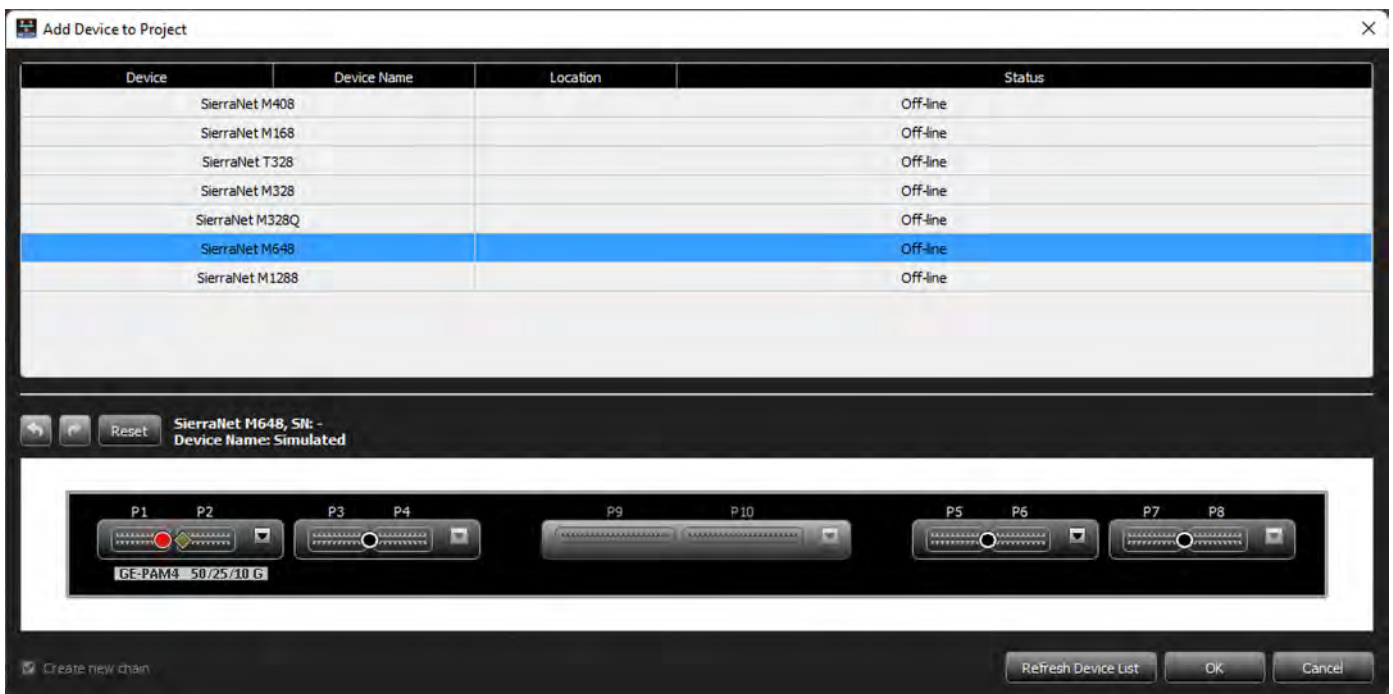 Add Device to Project
Device Device Name Location Status
SierraNet M408 Off-line
SierraNet M168 Off-line
SierraNet T328 Off-line
SierraNet M328 Off-line
SierraNet M328Q Off-line
SierraNet M648 Off-line
SierraNet M1288 Off-line
Reset SierraNet M648, SN: -
Device Name: Simulated
P1 P2 P3 P4 P9 P10 P5 P6 P7 P8
GE-PAM4 50/25/10 G
Create new chain Refresh Device List OK Cancel